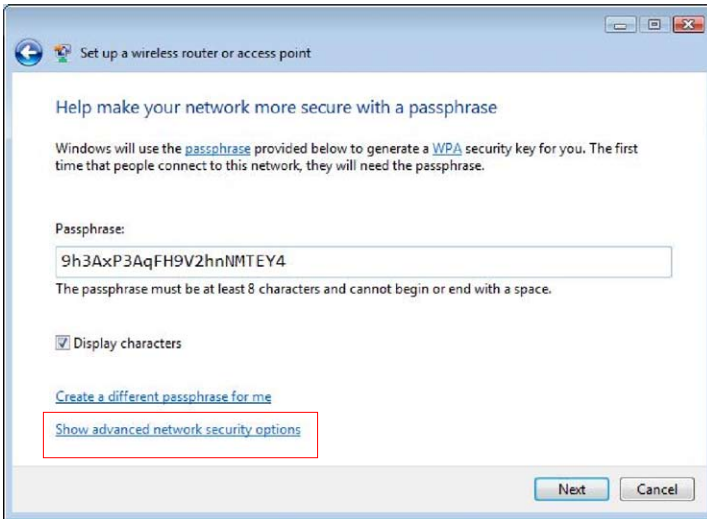 Set up a wireless router or access point
Help make your network more secure with a passphrase
Windows will use the passphrase provided below to generate a WPA security key for you. The first
time that people connect to this network, they will need the passphrase.
Passphrase:
9h3AxP3AqFH9V2hnNMTEY4
The passphrase must be at least 8 characters and cannot begin or end with a space.
Display characters
Create a different passphrase for me
Show advanced network security options
Next Cancel